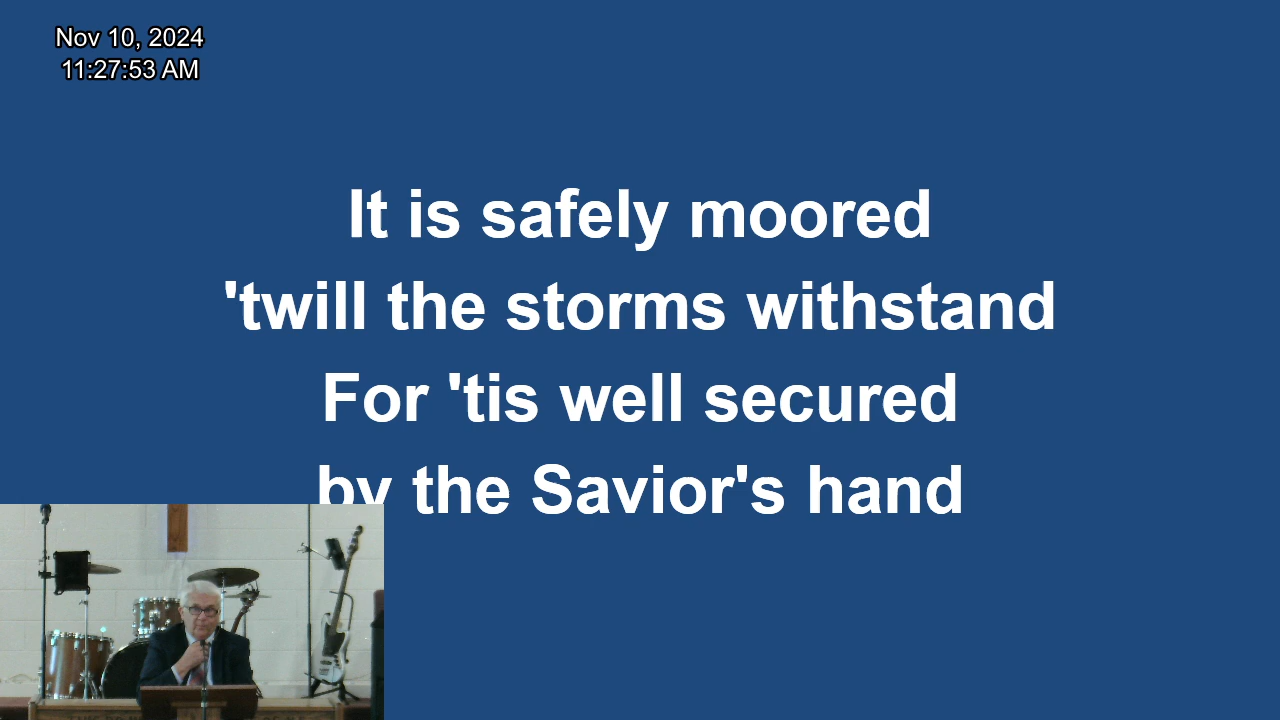 Nov 10, 2024
11:27:53 AM
It is safely moored
'twill the storms withstand
For 'tis well secured
by the Savior's hand